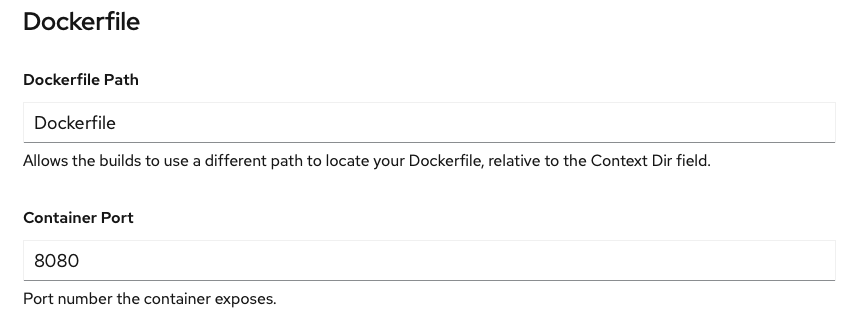 Dockerfile
Dockerfile Path
Dockerfile
Allows the builds to use a different path to locate your Dockerfile, relative to the Context Dir field.
Container Port
8080
Port number the container exposes.